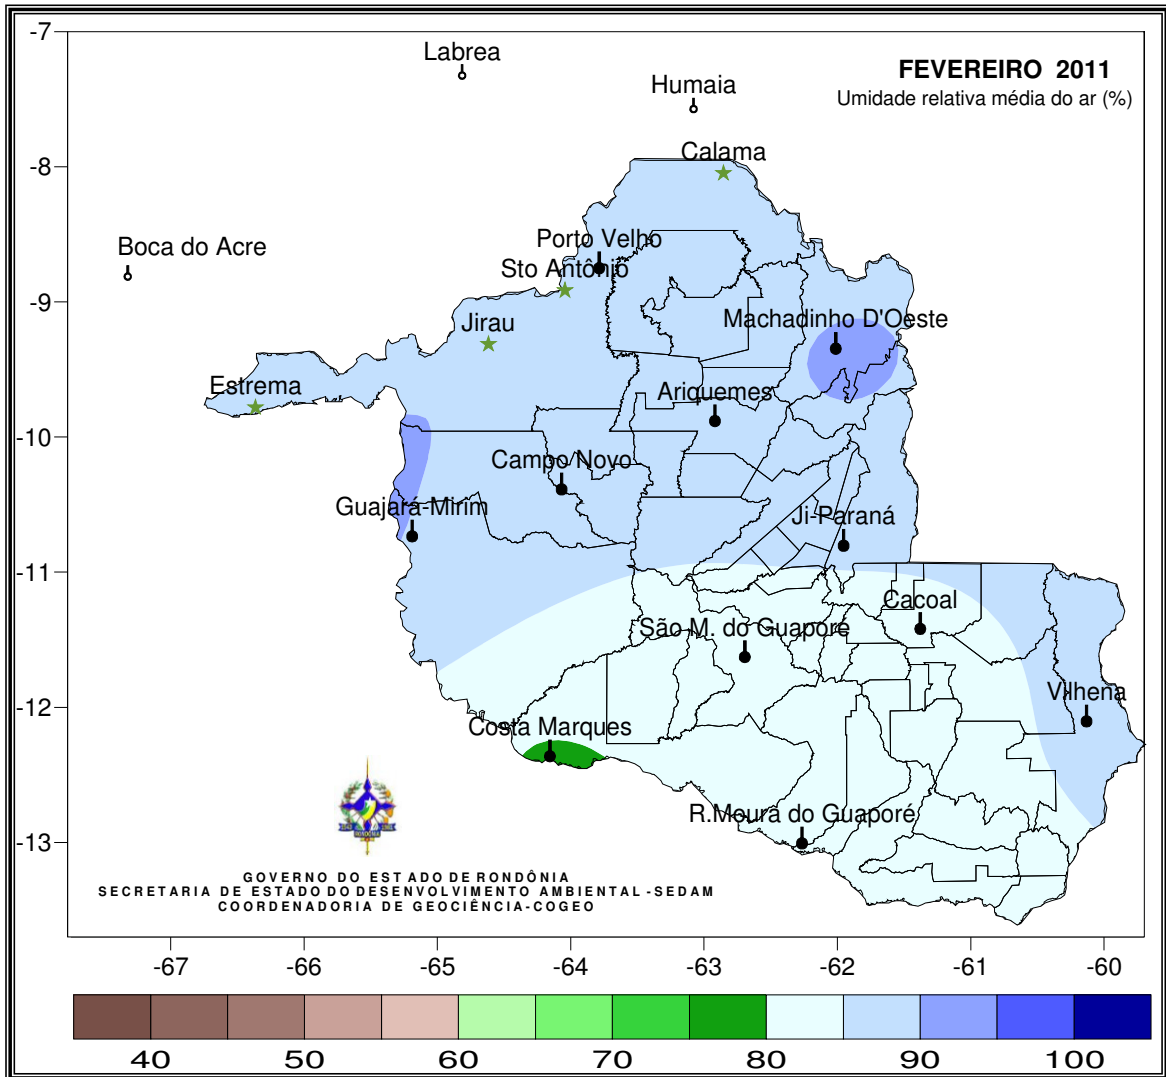 -7
Labrea
FEVEREIRO 2011
Humaia
Umidade relativa média do ar (%)
Calama
-8
Porto Velho
Boca do Acre
Sto Antônio
-9
Jirau
Machadinho D'Oeste
Estrema
Ariquemes
-10
Campo Novo
Guajará-Mirim
Ji-Paraná
-11
Cacoal
São M. do Guaporé
Vilhena
-12
Costa Marques
R.Moura do Guaporé
-13
GOVERNO DO ESTADO DE RONDÔNIA
SECRETARIA DE ESTADO DO DESENVOLVIMENTO AMBIENTAL -SEDAM
COORDENADORIA DE GEOCIÊNCIA-COGEO
-67 -66 -65 -64 -63 -62 -61 -60
40 50 60 70 80 90 100